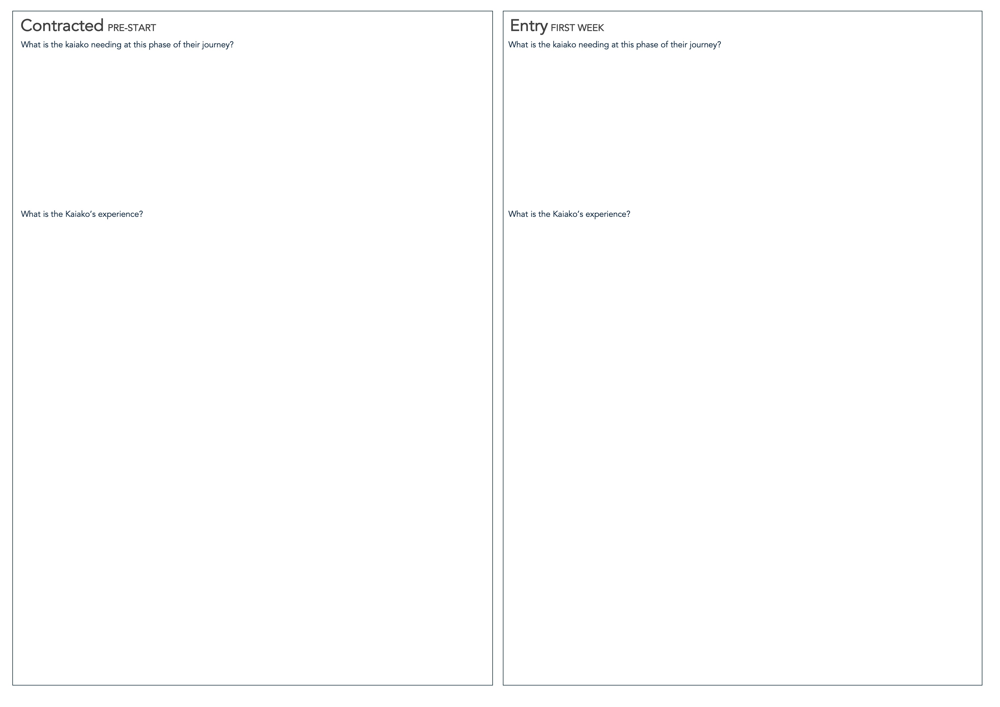 Contracted PRE-START
What is the kaiako needing at this phase of their journey?
What is the Kaiako’s experience?
Entry FIRST WEEK
What is the kaiako needing at this phase of their journey?
What is the Kaiako’s experience?